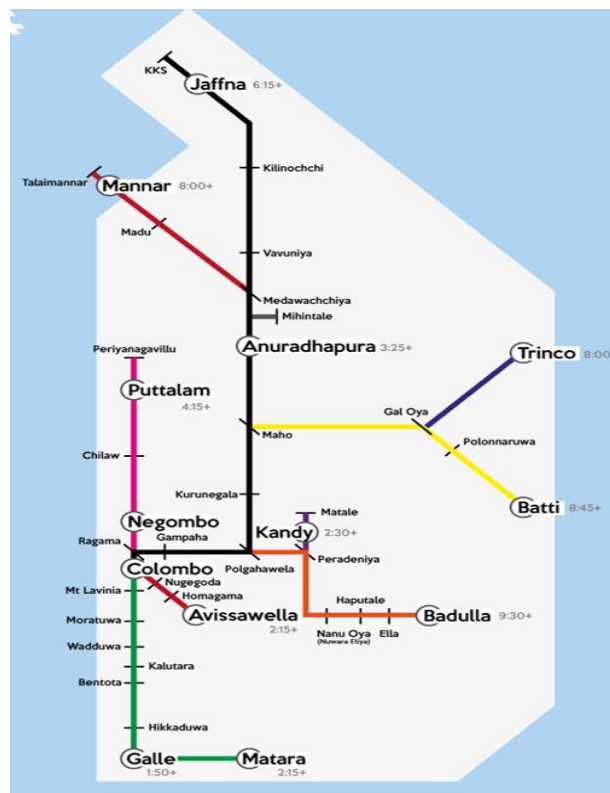 KKS
Jaffna 6:15+
Kilinochchi
Talaimannar
Mannar 8:00+
Madu
Vavuniya
Medawachchiya
Mihintale
Anuradhapura 3:25+
Periyanagavillu
Trinco 8:00
Puttalam
4:15+
Gal Oya
Maho
Polonnaruwa
Chilaw
Kurunegala
Batti 8:45+
Matale
Negombo
Kandy 2:30+
Ragama
Gampaha
Peradeniya
Colombo
Polgahawela
Nugegoda
Mt Lavinia
Homagama
Haputale
Avissawella
2:15+
Badulla 9:30+
Moratuwa
Nanu Oya
(Nuwara Eliya)
Ella
Wadduwa
Kalutara
Bentota
Hikkaduwa
Galle
1:50+
Matara
2:15+